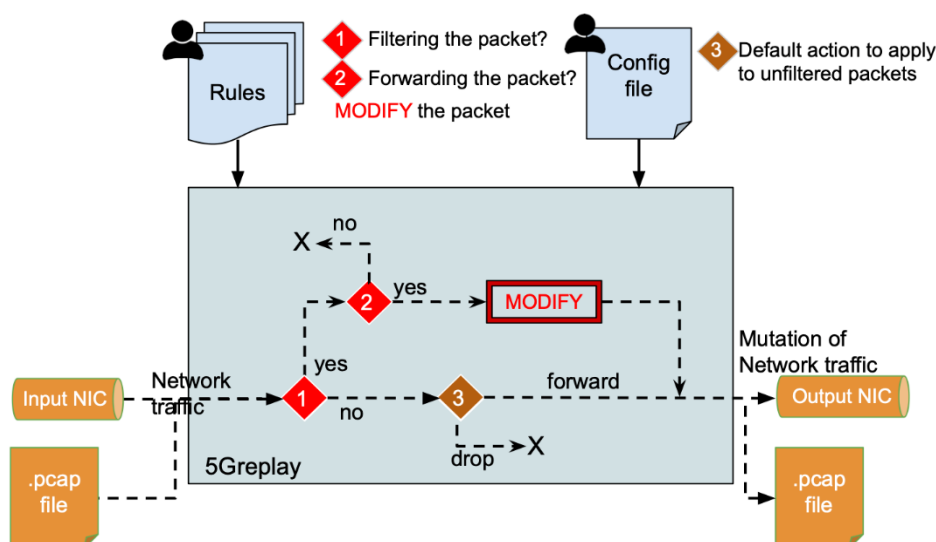 Rules
1 Filtering the packet?
2 Forwarding the packet?
MODIFY the packet
Config
file
3 Default action to apply
to unfiltered packets
no
X
2
yes
MODIFY
yes
Mutation of
Network traffic
Input NIC
Network
traffic
1
no
3
forward
Output NIC
drop
X
5Greplay
.pcap
file
.pcap
file